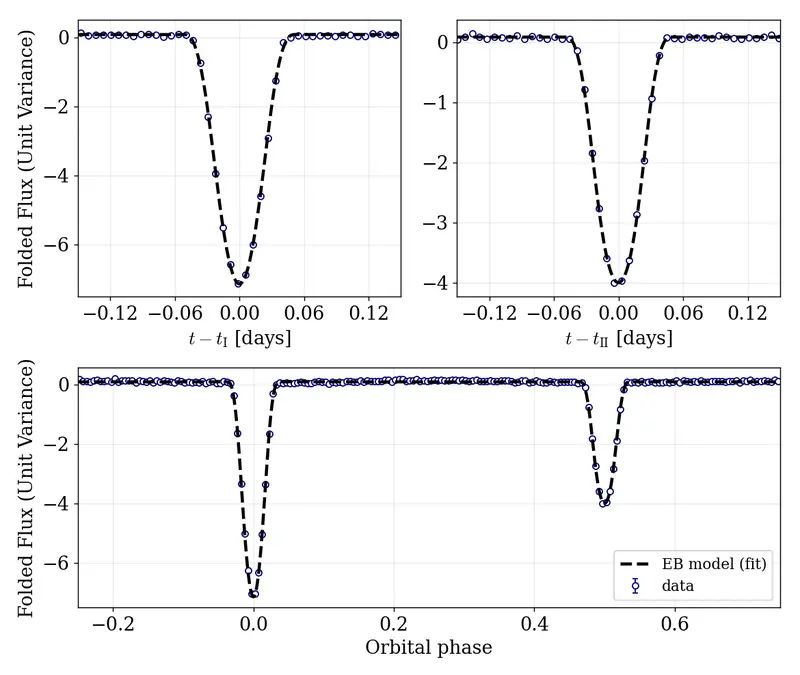 Folded Flux (Unit Variance)
0
−2
−4
−6
−0.12 −0.06 0.00 0.06 0.12
t − t_I [days]
0
−1
−2
−3
−4
−0.12 −0.06 0.00 0.06 0.12
t − t_II [days]
Folded Flux (Unit Variance)
0
−2
−4
−6
EB model (fit)
data
−0.2 0.0 0.2 0.4 0.6
Orbital phase